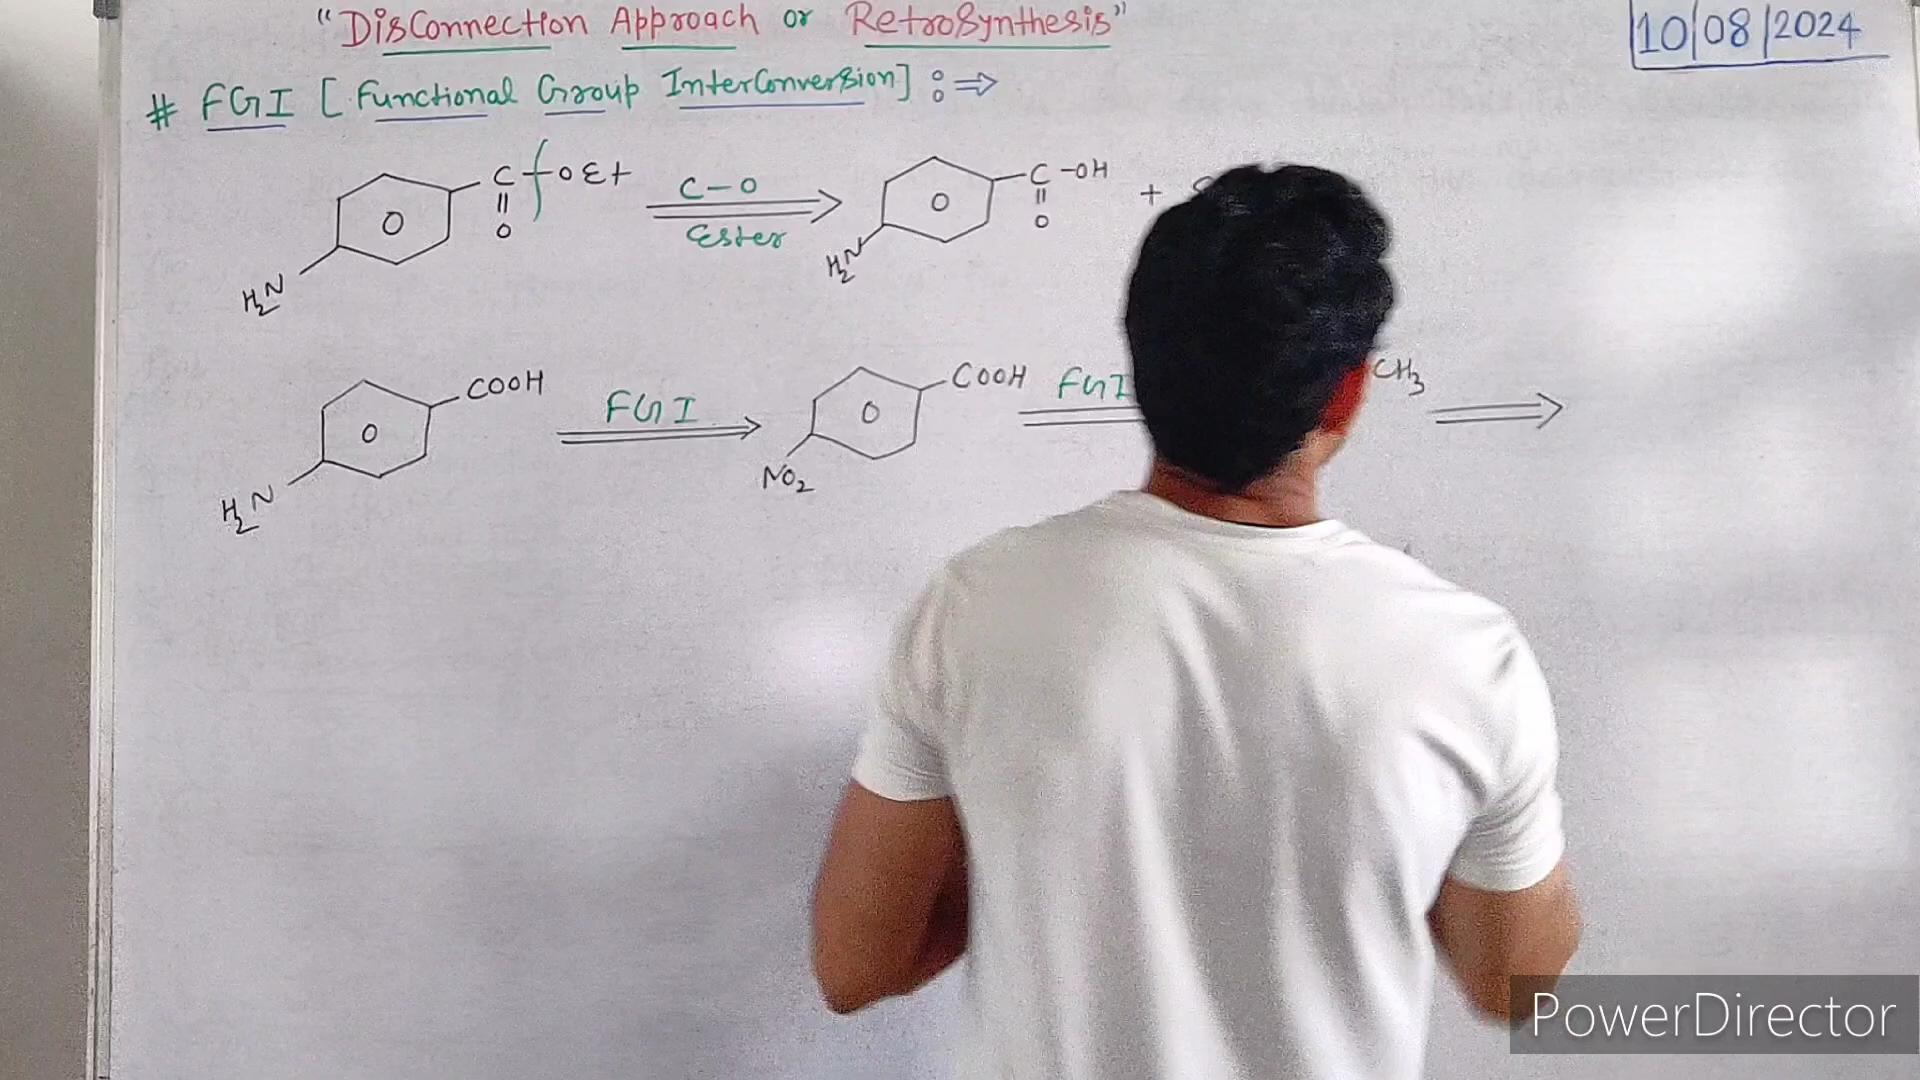 "DisConnection Approach or RetroSynthesis"
10/08/2024
# FGI [Functional Group InterConversion] :⇒
C-OEt C-O C-OH +
O Ester O
H2N H2N
COOH FGI COOH FGI CH3
H2N NO2
PowerDirector